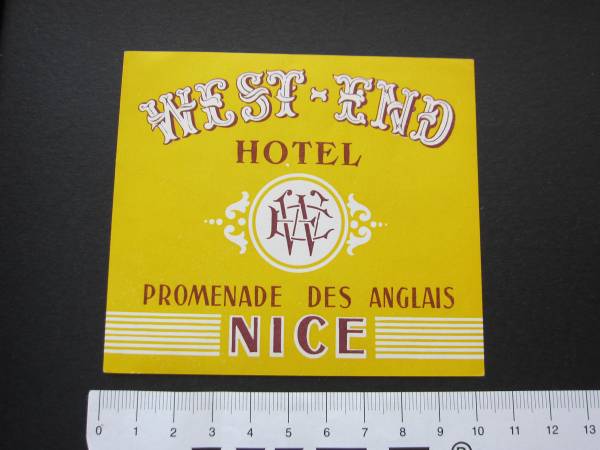 WEST-END
HOTEL
PROMENADE DES ANGLAIS
NICE
0 1 2 3 4 5 6 7 8 9 10 11 12 13